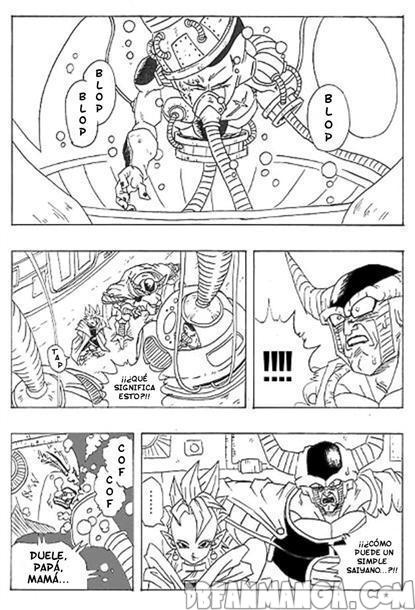 BLOP
BLOP
BLOP
TAP
¡¡¿QUÉ
SIGNIFICA
ESTO?!!
!!!!
COF
COF
DUELE,
PAPÁ,
MAMÁ...
......
¡¡¿CÓMO
PUEDE UN
SIMPLE
SAIYANO...?!!
DBFANMANGA.COM!